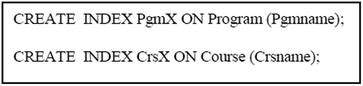 CREATE INDEX PgmX ON Program (Pgmname);
CREATE INDEX CrsX ON Course (Crsname);